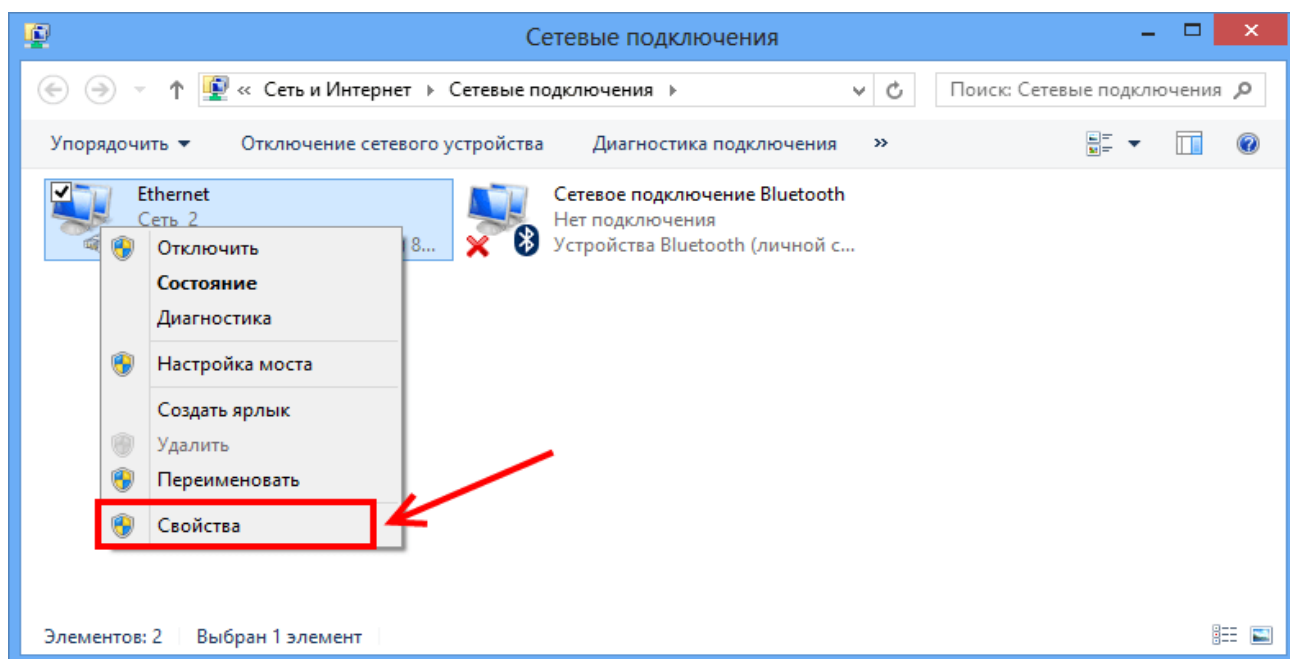 Сетевые подключения
« Сеть и Интернет Сетевые подключения
Поиск: Сетевые подключения
Упорядочить Отключение сетевого устройства Диагностика подключения »
Ethernet
Сеть 2
8...
Сетевое подключение Bluetooth
Нет подключения
Устройства Bluetooth (личной с...
Отключить
Состояние
Диагностика
Настройка моста
Создать ярлык
Удалить
Переименовать
Свойства
Элементов: 2 Выбран 1 элемент